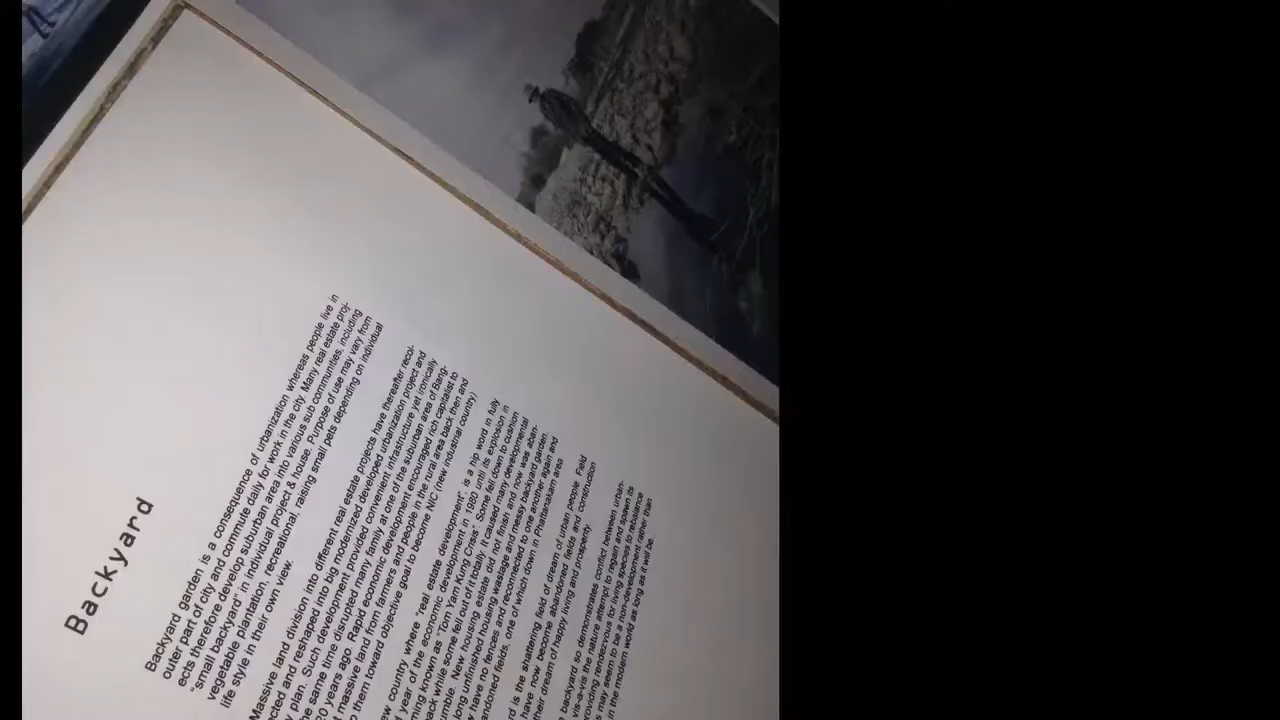 Backyard
Backyard garden is a consequence of urbanization whereas people live in
outer part of city and commute daily for work in the city. Many real estate proj-
ects therefore develop suburban area into various sub communities, including
"small backyard" in individual project & house. Purpose of use may vary from
vegetable plantation, recreational, raising small pets depending on individual
life style in their own view.
Massive land division into different real estate projects have thereafter recol-
ected and reshaped into big modernized developed urbanization project and
y plan. Such development provided convenient infrastructure yet ironically
he same time disrupted many family at one of the suburban area of Bang-
20 years ago. Rapid economic development encouraged rich capitalist to
t massive land from farmers and people in the rural area back then and
o them toward objective goal to become NIC (new industrial country)
ew country where "real estate development", is a hip word in fully
d year of the economic development in 1980 until its explosion in
ming known as "Tom Yam Kung Crisis" Some fell down to cushion
ack while some fell out of it totally. It caused many developmental
umble. New housing estate did not finish and now was aban-
long unfinished housing wastage and messy backyard garden.
w have no fences and reconnected to one another again and
andoned fields. one of which down in Phattanakarn area
rd is the shattering field of dream of urban people Field
have now become abandoned fields and construction
their dream of happy living and prosperity
e backyard so demonstrates conflict between urban-
vis-a-vis the nature attempt to regain and spawn its
providing rendezvous for living species to rebalance
s may seem to be a non-development rather than
in the modern world as long as it will be.